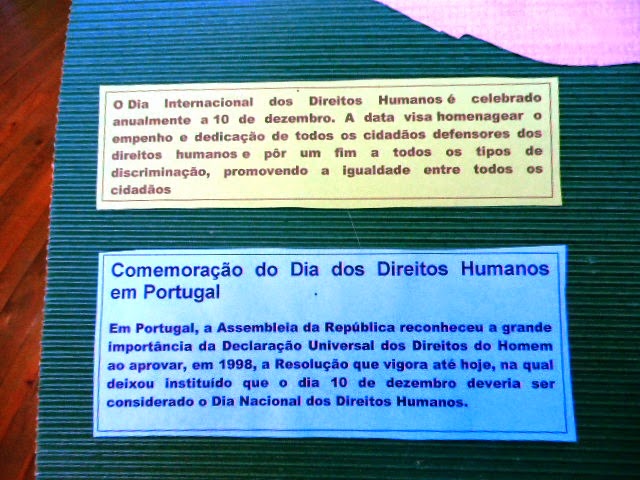 O Dia Internacional dos Direitos Humanos é celebrado
anualmente a 10 de dezembro. A data visa homenagear o
empenho e dedicação de todos os cidadãos defensores dos
direitos humanos e pôr um fim a todos os tipos de
discriminação, promovendo a igualdade entre todos os
cidadãos
Comemoração do Dia dos Direitos Humanos
em Portugal
Em Portugal, a Assembleia da República reconheceu a grande
importância da Declaração Universal dos Direitos do Homem
ao aprovar, em 1998, a Resolução que vigora até hoje, na qual
deixou instituído que o dia 10 de dezembro deveria ser
considerado o Dia Nacional dos Direitos Humanos.